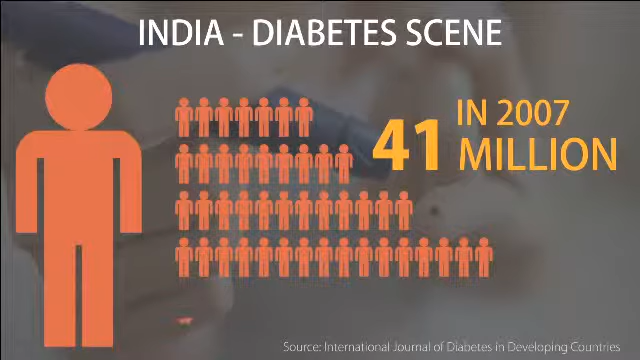 INDIA - DIABETES SCENE
IN 2007
41 MILLION
Source: International Journal of Diabetes in Developing Countries